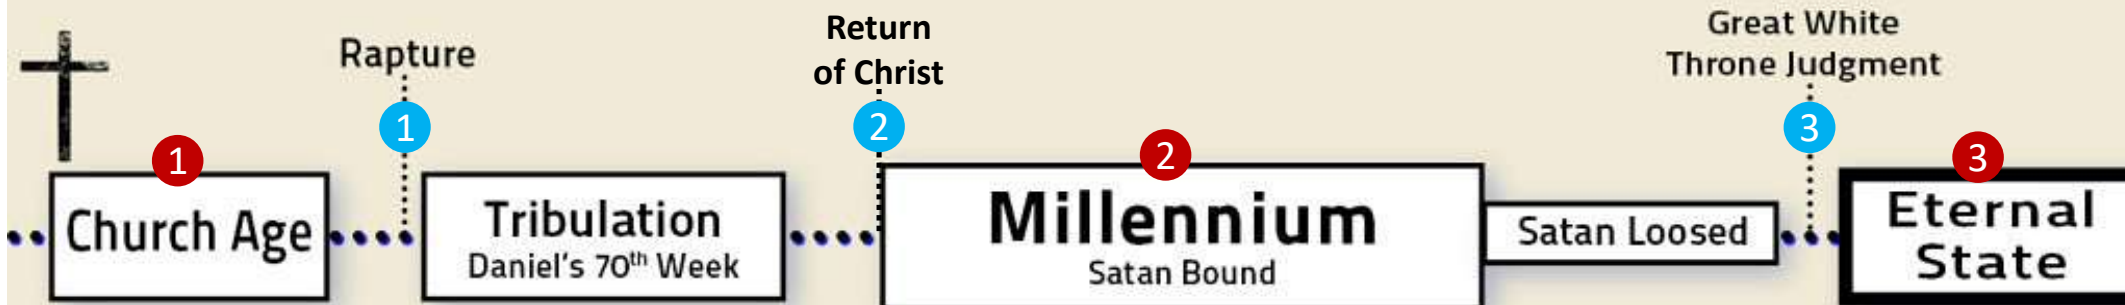 Rapture
Return
of Christ
Great White
Throne Judgment
1
2
3
1
2
3
Church Age
Tribulation
Daniel's 70th Week
Millennium
Satan Bound
Satan Loosed
Eternal
State